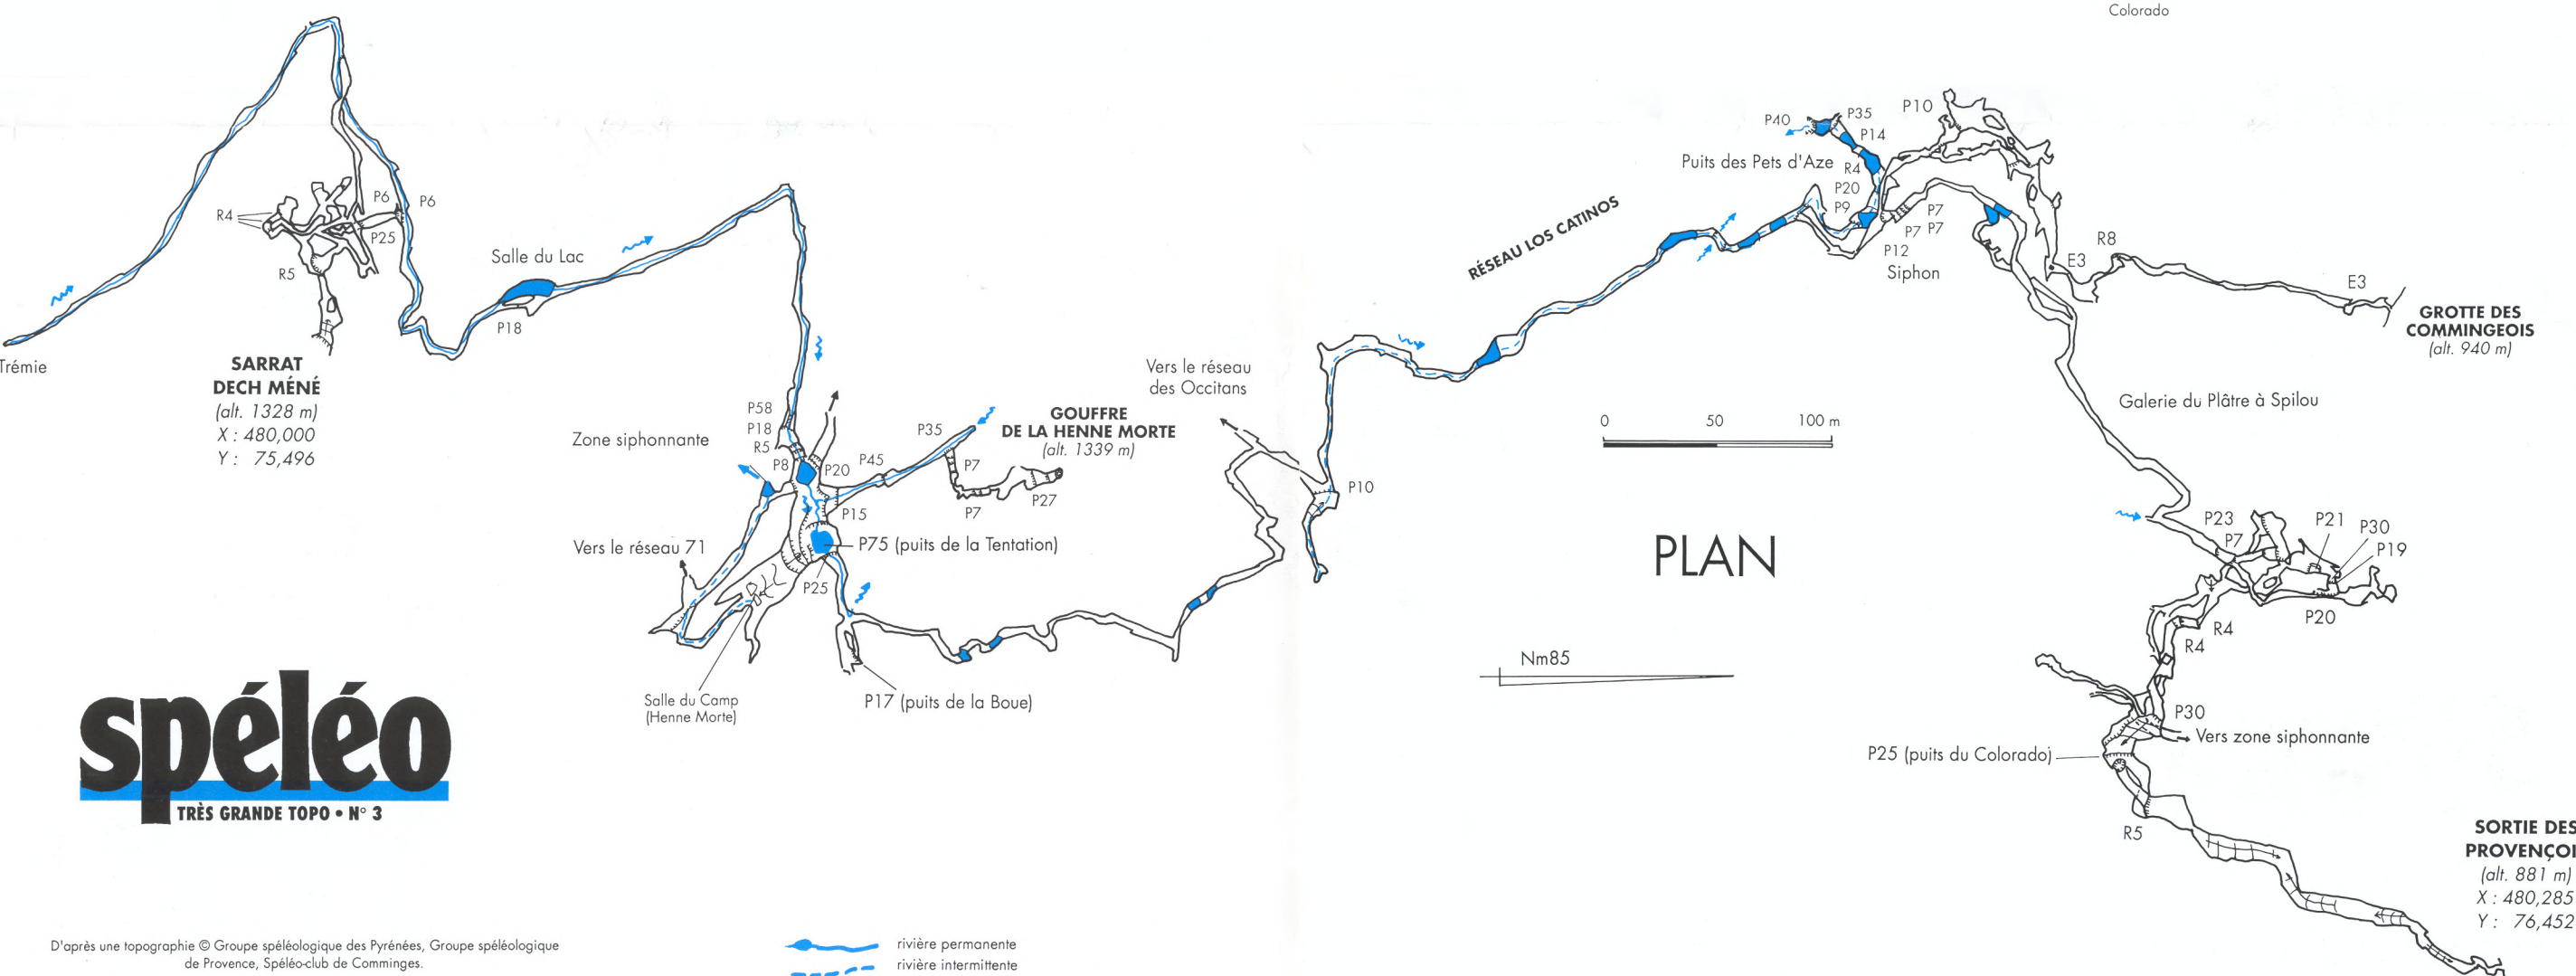 Colorado
P10
P40
P35
P14
Puits des Pets d'Aze
R4
P20
P9
P7
P7
P7
P12
Siphon
E3
R8
E3
GROTTE DES
COMMINGEOIS
(alt. 940 m)
RÉSEAU LOS CATINOS
R4
P6
P6
P25
R5
Salle du Lac
P18
Trémie
SARRAT
DECH MÉNÉ
(alt. 1328 m)
X : 480,000
Y : 75,496
Vers le réseau
des Occitans
P58
P18
R5
P8
Zone siphonnante
P20
P45
P35
GOUFFRE
DE LA HENNE MORTE
(alt. 1339 m)
P7
P7
P27
P15
P10
Vers le réseau 71
P75 (puits de la Tentation)
P25
Salle du Camp
(Henne Morte)
P17 (puits de la Boue)
0 50 100 m
PLAN
Nm85
Galerie du Plâtre à Spilou
P23
P7
P21
P30
P19
P20
R4
R4
P30
Vers zone siphonnante
P25 (puits du Colorado)
R5
SORTIE DES
PROVENÇOI
(alt. 881 m)
X : 480,285
Y : 76,452
spéléo
TRÈS GRANDE TOPO • N° 3
D'après une topographie © Groupe spéléologique des Pyrénées, Groupe spéléologique
de Provence, Spéléo-club de Comminges.
rivière permanente
rivière intermittente